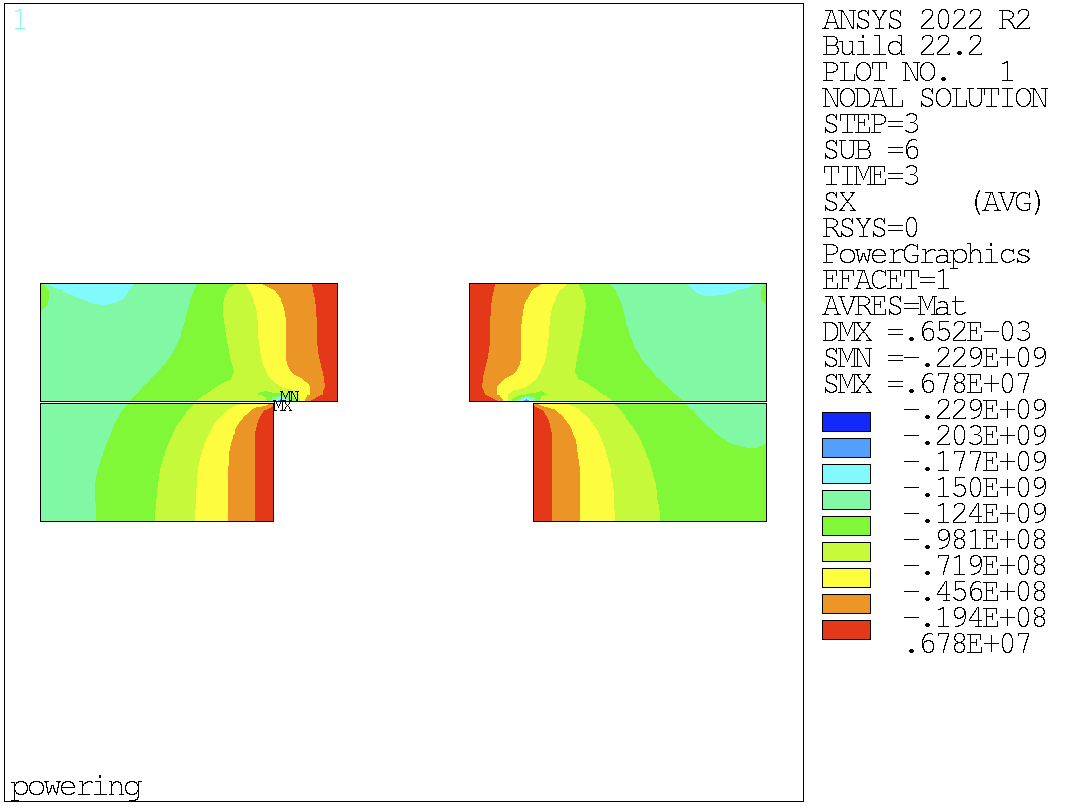 1
ANSYS 2022 R2
Build 22.2
PLOT NO. 1
NODAL SOLUTION
STEP=3
SUB =6
TIME=3
SX (AVG)
RSYS=0
PowerGraphics
EFACET=1
AVRES=Mat
DMX =.652E-03
SMN =-.229E+09
SMX =.678E+07
-.229E+09
-.203E+09
-.177E+09
-.150E+09
-.124E+09
-.981E+08
-.719E+08
-.456E+08
-.194E+08
.678E+07
MN
MX
powering